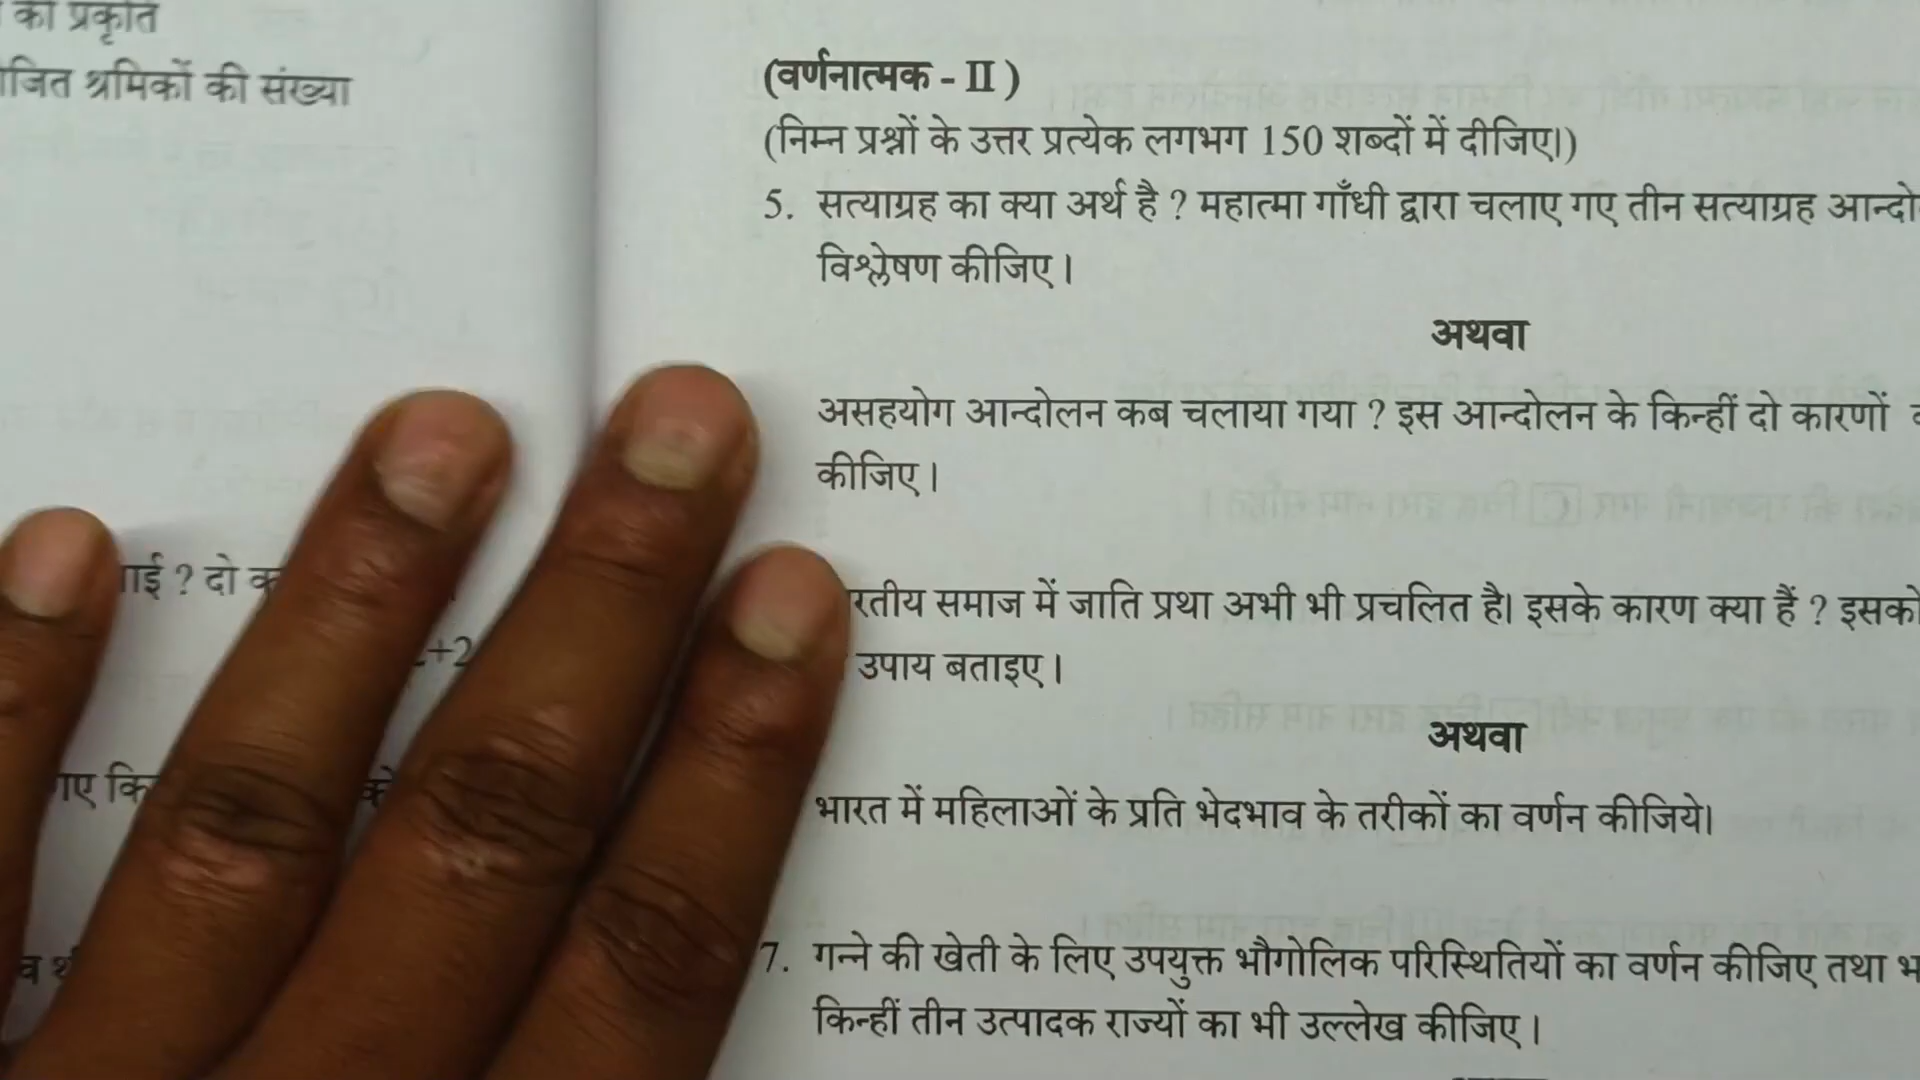 की प्रकृति
श्रमिकों की संख्या
गाई ? दो
+2
गए
(वर्णनात्मक - II )
(निम्न प्रश्नों के उत्तर प्रत्येक लगभग 150 शब्दों में दीजिए।)
5. सत्याग्रह का क्या अर्थ है ? महात्मा गाँधी द्वारा चलाए गए तीन सत्याग्रह
विश्लेषण कीजिए ।
अथवा
असहयोग आन्दोलन कब चलाया गया ? इस आन्दोलन के किन्हीं दो कारणों
कीजिए ।
समाज में जाति प्रथा अभी भी प्रचलित है। इसके कारण क्या हैं ? इसको
उपाय बताइए ।
अथवा
भारत में महिलाओं के प्रति भेदभाव के तरीकों का वर्णन कीजिये।
7. गन्ने की खेती के लिए उपयुक्त भौगोलिक परिस्थितियों का वर्णन कीजिए तथा
किन्हीं तीन उत्पादक राज्यों का भी उल्लेख कीजिए ।